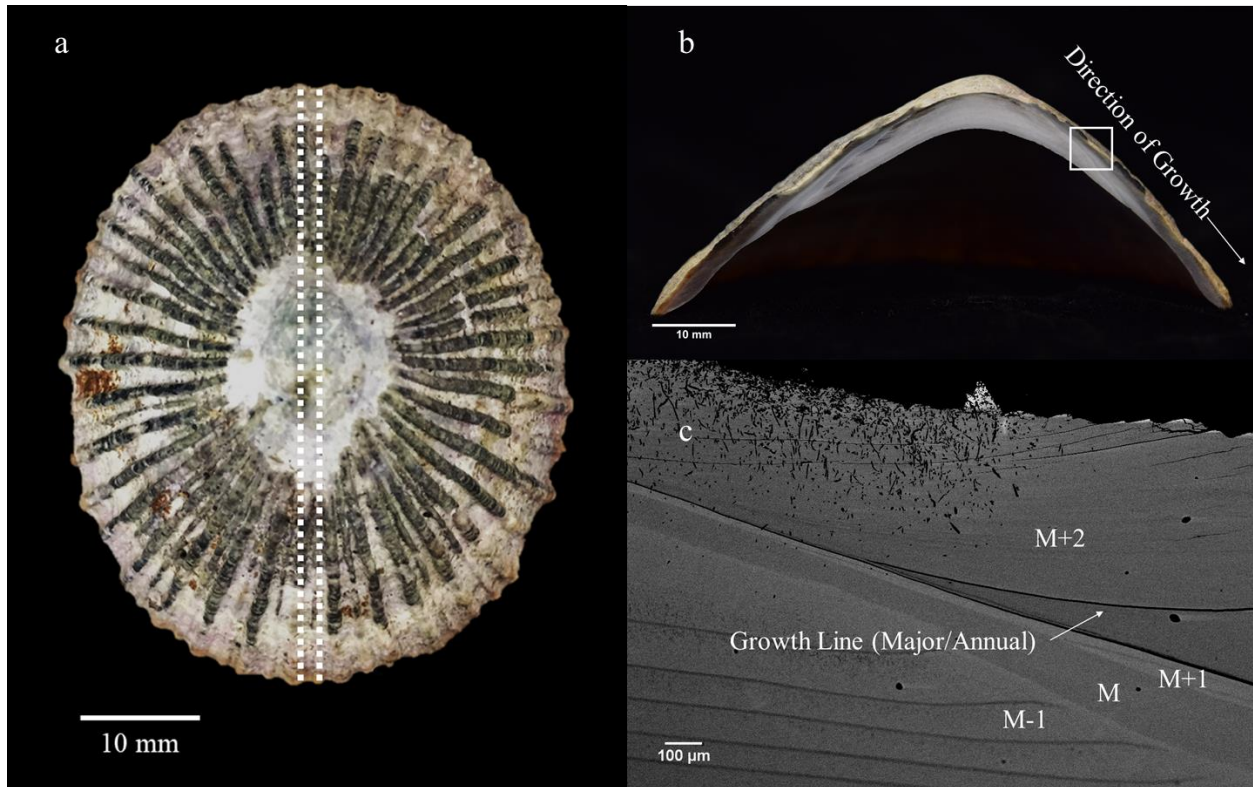 a
10 mm
b
Direction of Growth
10 mm
c
M+2
Growth Line (Major/Annual)
M+1
M
M-1
100 µm